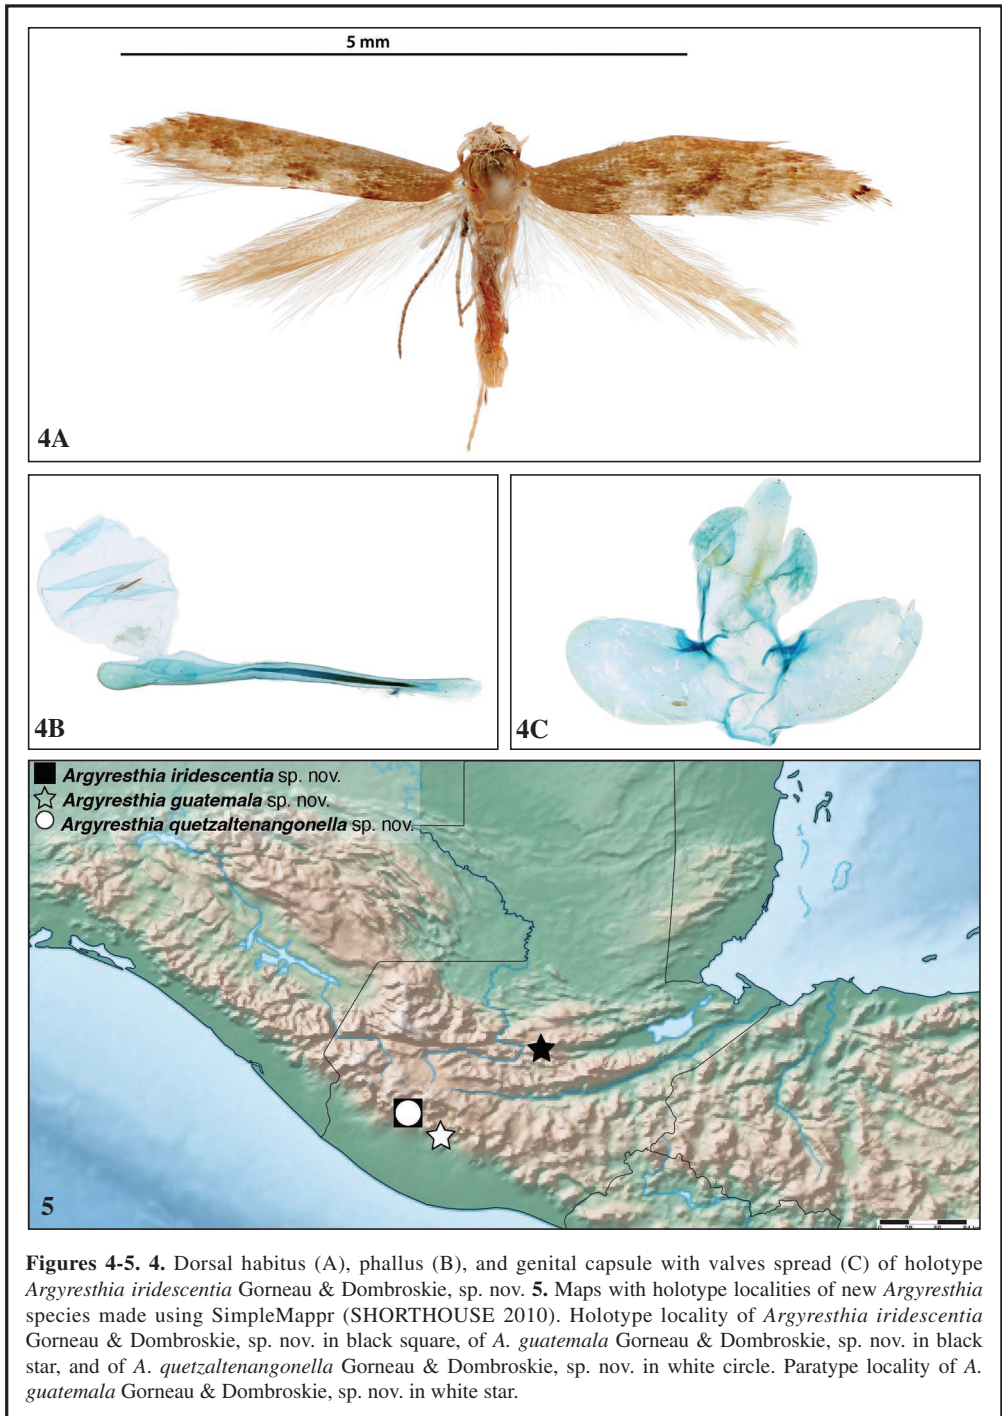 5 mm
4A
4B
4C
Argyresthia iridescentia sp. nov.
Argyresthia guatemala sp. nov.
Argyresthia quetzaltenangonella sp. nov.
5
Figures 4-5. 4. Dorsal habitus (A), phallus (B), and genital capsule with valves spread (C) of holotype
Argyresthia iridescentia Gorneau & Dombroskie, sp. nov. 5. Maps with holotype localities of new Argyresthia
species made using SimpleMappr (SHORTHOUSE 2010). Holotype locality of Argyresthia iridescentia
Gorneau & Dombroskie, sp. nov. in black square, of A. guatemala Gorneau & Dombroskie, sp. nov. in black
star, and of A. quetzaltenangonella Gorneau & Dombroskie, sp. nov. in white circle. Paratype locality of A.
guatemala Gorneau & Dombroskie, sp. nov. in white star.